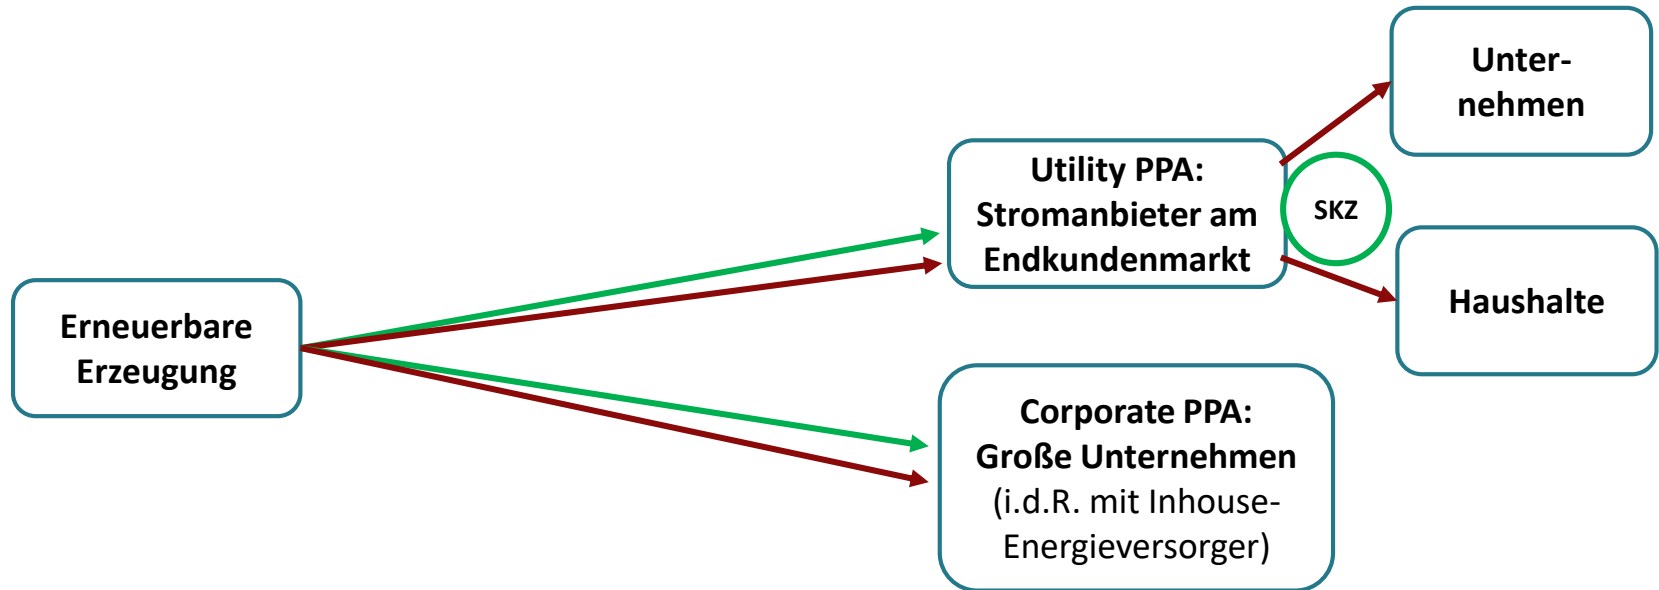 Erneuerbare
Erzeugung
Utility PPA:
Stromanbieter am
Endkundenmarkt
SKZ
Unter-
nehmen
Haushalte
Corporate PPA:
Große Unternehmen
(i.d.R. mit Inhouse-
Energieversorger)